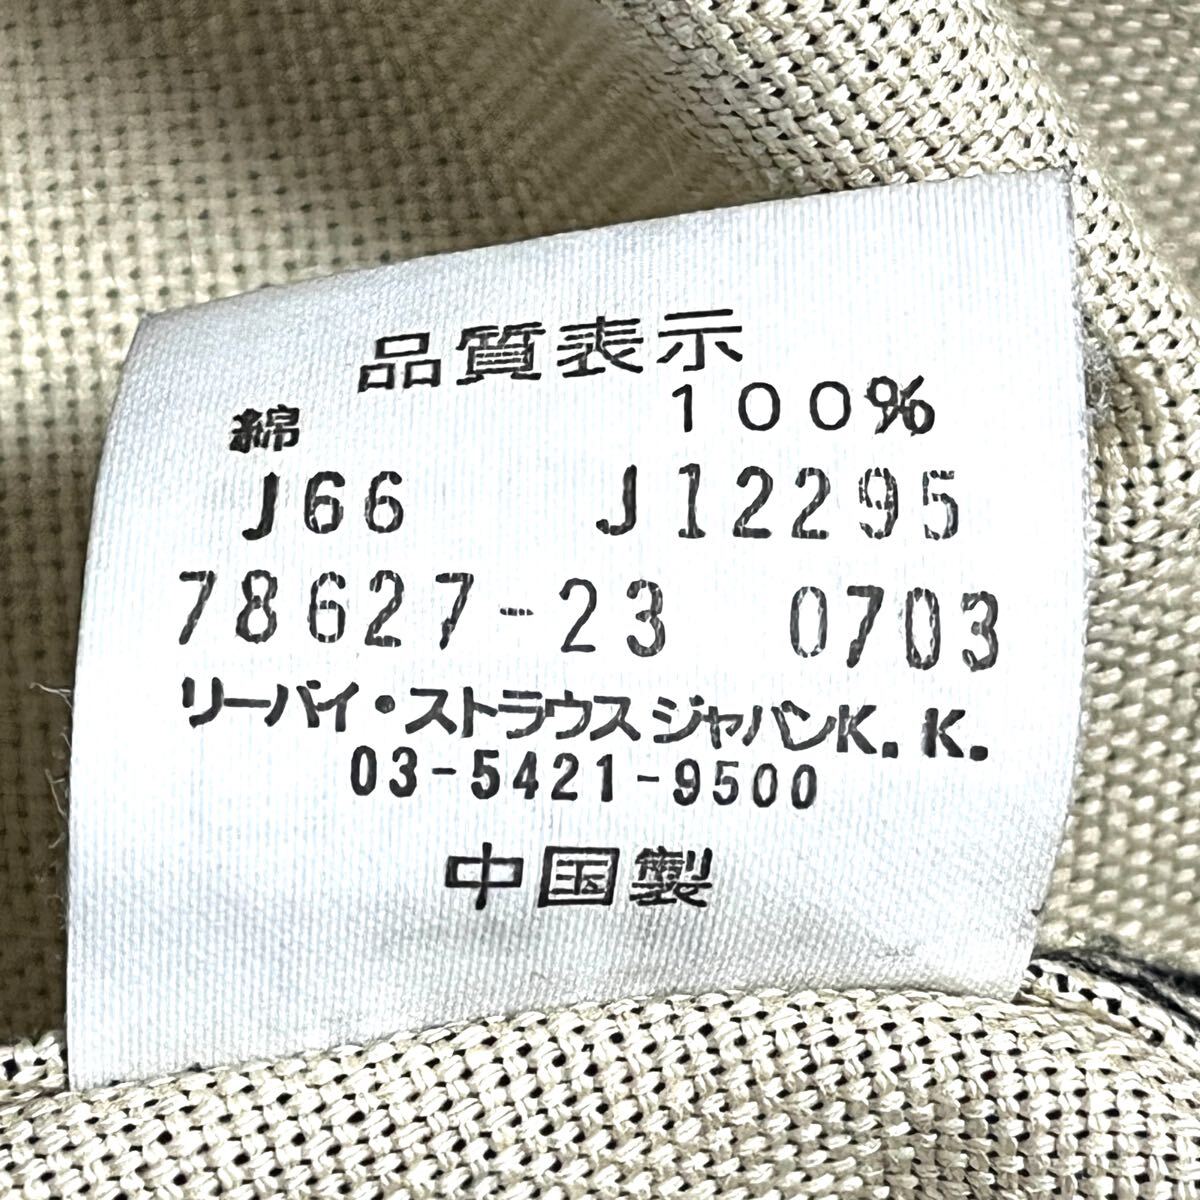 品質表示
綿 100%
J66 J12295
78627-23 0703
リーバイ・ストラウス ジャパンK.K.
03-5421-9500
中国製